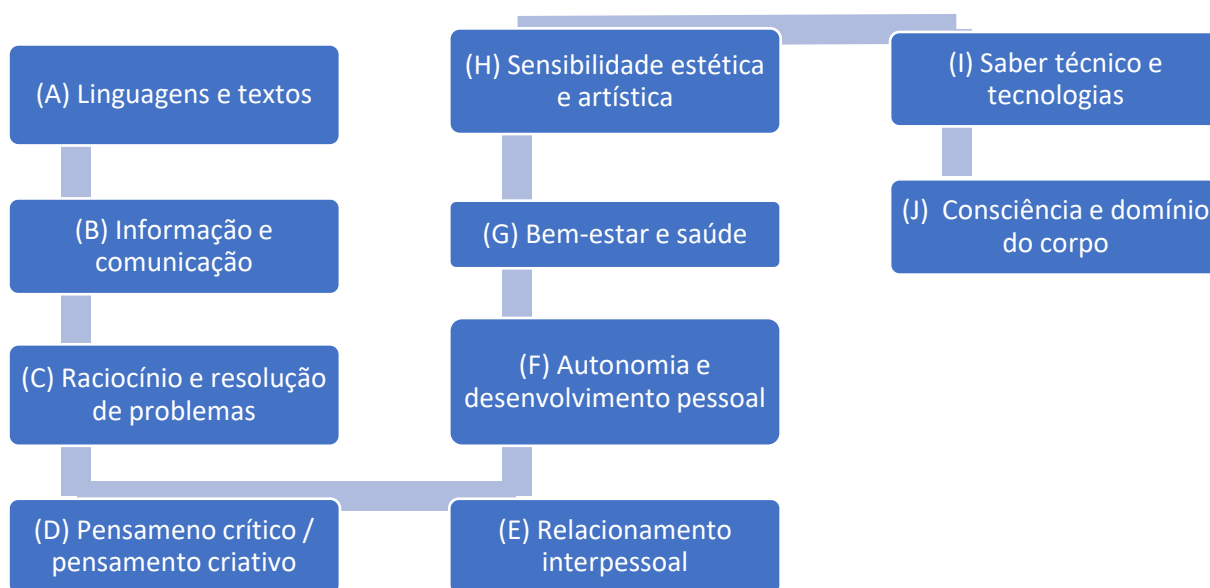 (A) Linguagens e textos
(B) Informação e
comunicação
(C) Raciocínio e resolução
de problemas
(D) Pensameno crítico /
pensamento criativo
(E) Relacionamento
interpessoal
(F) Autonomia e
desenvolvimento pessoal
(G) Bem-estar e saúde
(H) Sensibilidade estética
e artística
(I) Saber técnico e
tecnologias
(J) Consciência e domínio
do corpo